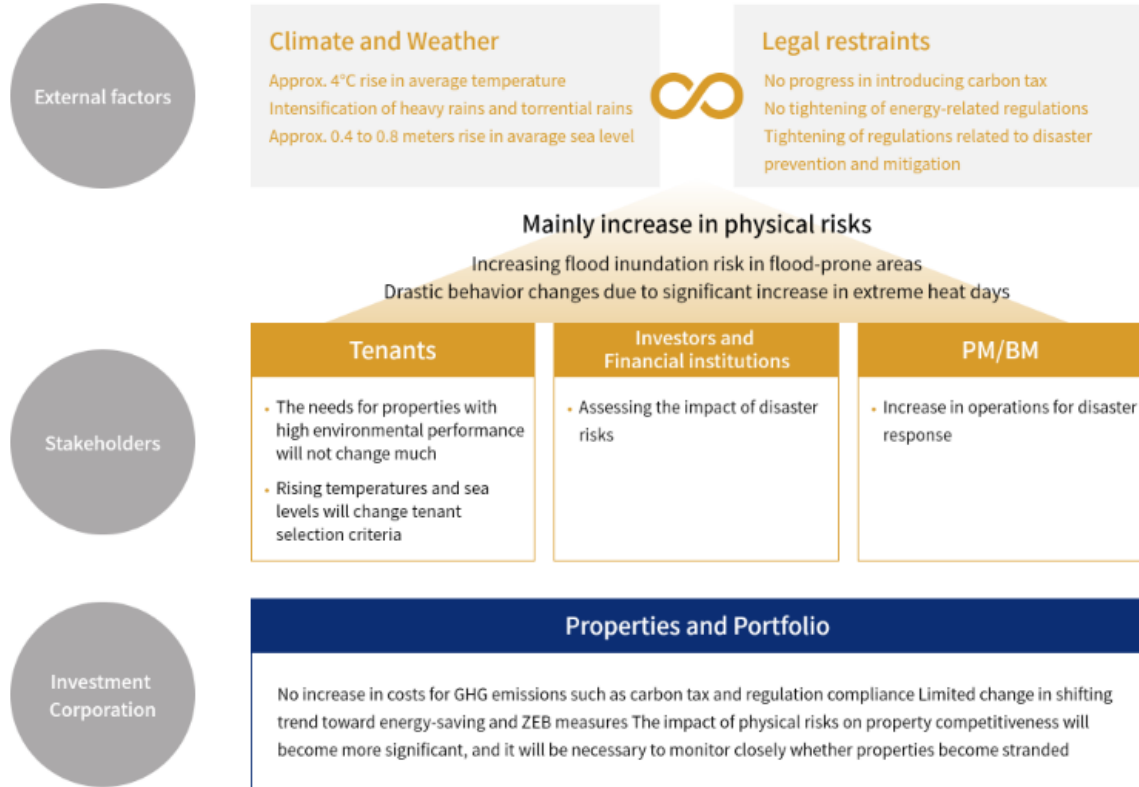 External factors
Climate and Weather
Approx. 4°C rise in average temperature
Intensification of heavy rains and torrential rains
Approx. 0.4 to 0.8 meters rise in avarage sea level
Legal restraints
No progress in introducing carbon tax
No tightening of energy-related regulations
Tightening of regulations related to disaster
prevention and mitigation
Mainly increase in physical risks
Increasing flood inundation risk in flood-prone areas
Drastic behavior changes due to significant increase in extreme heat days
Stakeholders
Tenants
• The needs for properties with
high environmental performance
will not change much
• Rising temperatures and sea
levels will change tenant
selection criteria
Investors and
Financial institutions
• Assessing the impact of disaster
risks
PM/BM
• Increase in operations for disaster
response
Investment
Corporation
Properties and Portfolio
No increase in costs for GHG emissions such as carbon tax and regulation compliance Limited change in shifting
trend toward energy-saving and ZEB measures The impact of physical risks on property competitiveness will
become more significant, and it will be necessary to monitor closely whether properties become stranded